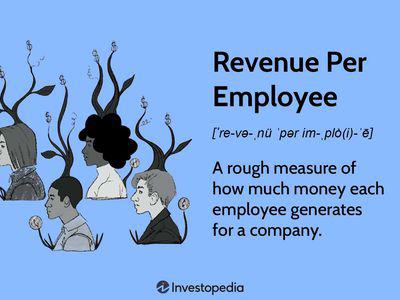 Revenue Per
Employee
['re-və-ˌnü ˈpər im-ˌplȯ(i)-ˈē]
A rough measure of
how much money each
employee generates
for a company.
Investopedia